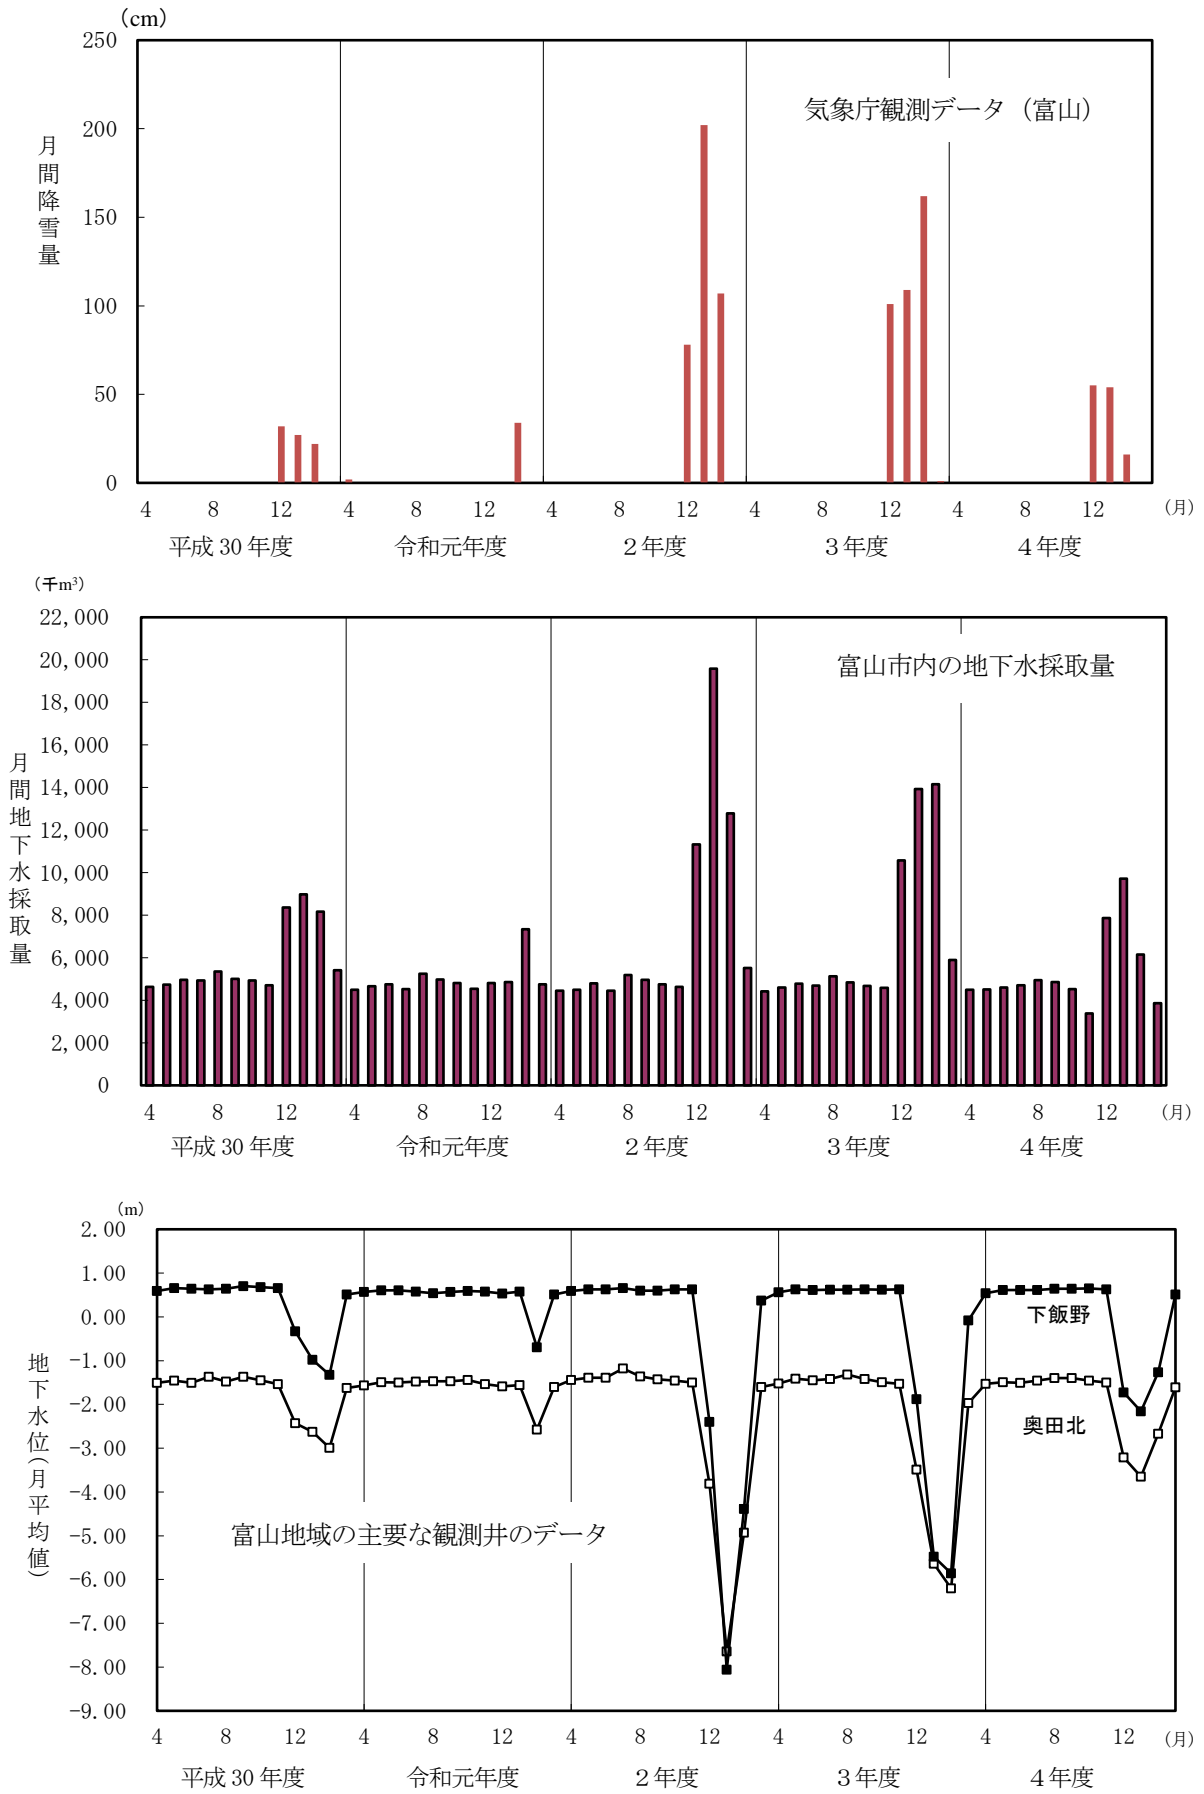 （cm）
250
200
150
100
50
0
月間降雪量
気象庁観測データ（富山）
4 8 12 4 8 12 4 8 12 4 8 12 4 8 12 (月)
平成 30 年度 令和元年度 ２年度 ３年度 ４年度
（千m³）
22,000
20,000
18,000
16,000
14,000
12,000
10,000
8,000
6,000
4,000
2,000
0
月間地下水採取量
富山市内の地下水採取量
4 8 12 4 8 12 4 8 12 4 8 12 4 8 12 (月)
平成 30 年度 令和元年度 ２年度 ３年度 ４年度
（m）
2.00
1.00
0.00
-1.00
-2.00
-3.00
-4.00
-5.00
-6.00
-7.00
-8.00
-9.00
地下水位(月平均値)
下飯野
奥田北
富山地域の主要な観測井のデータ
4 8 12 4 8 12 4 8 12 4 8 12 4 12 (月)
平成 30 年度 令和元年度 ２年度 ３年度 ４年度